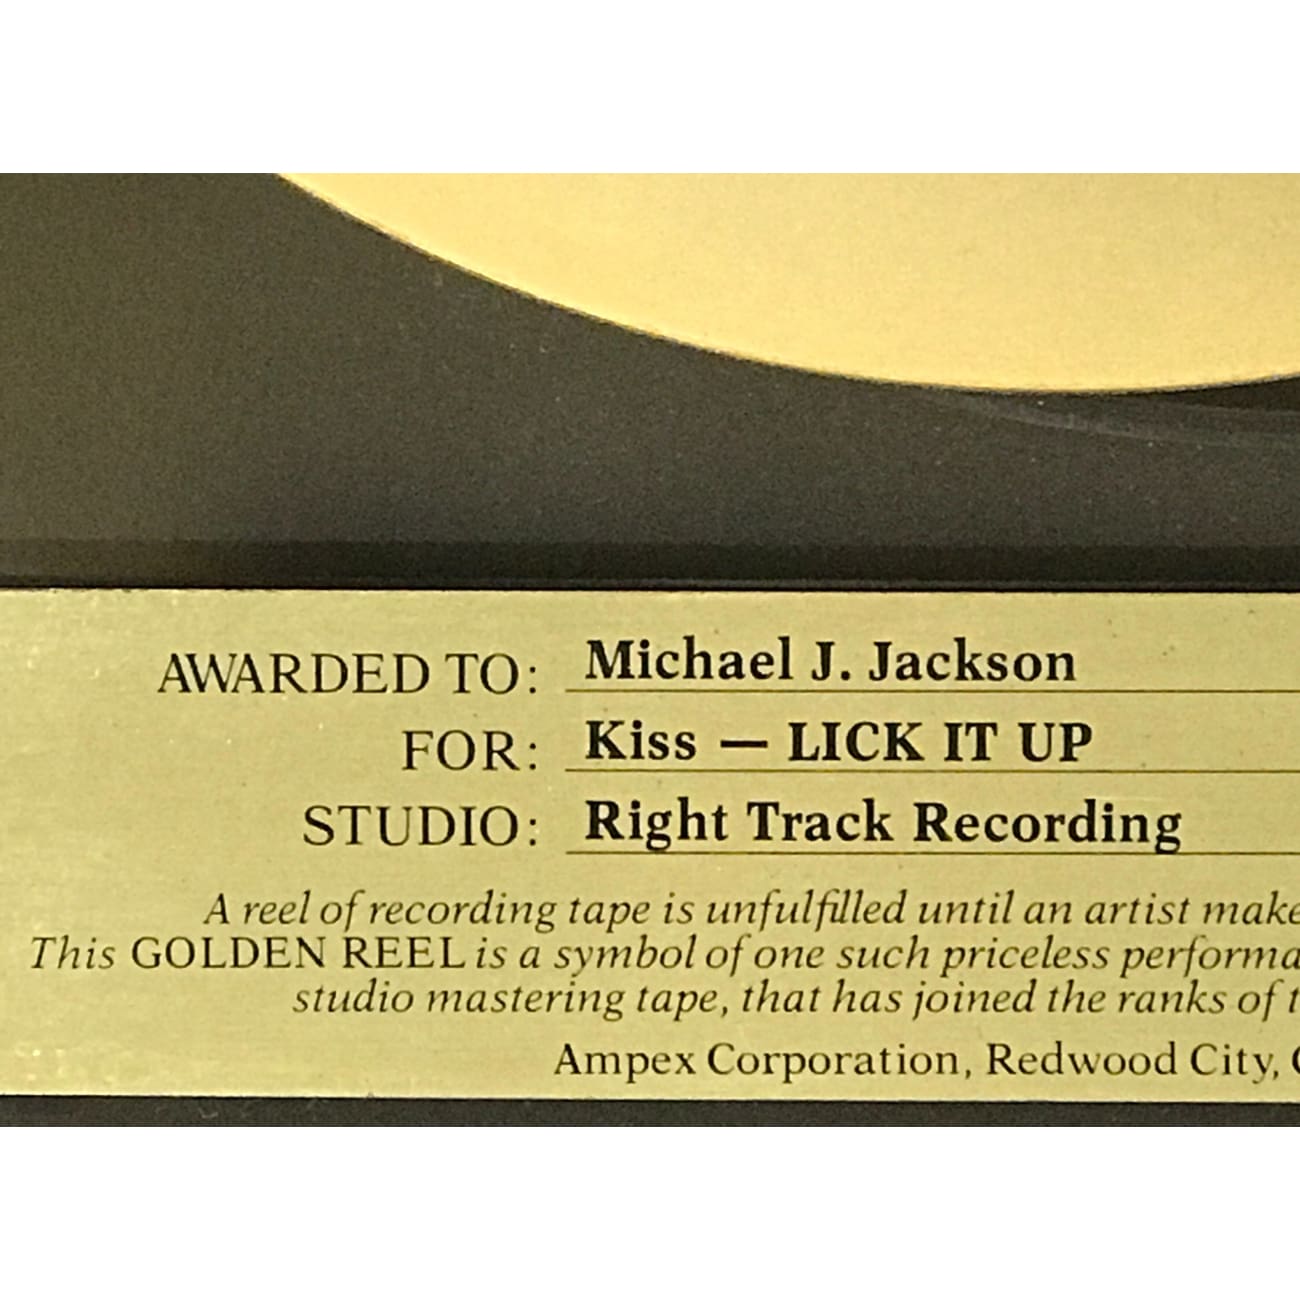 AWARDED TO: Michael J. Jackson
FOR: Kiss — LICK IT UP
STUDIO: Right Track Recording
A reel of recording tape is unfulfilled until an artist make
This GOLDEN REEL is a symbol of one such priceless performa
studio mastering tape, that has joined the ranks of t
Ampex Corporation, Redwood City,